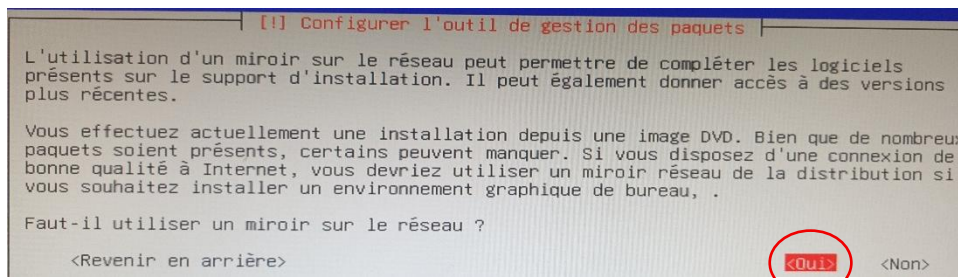 [!] Configurer l'outil de gestion des paquets
L'utilisation d'un miroir sur le réseau peut permettre de compléter les logiciels
présents sur le support d'installation. Il peut également donner accès à des versions
plus récentes.
Vous effectuez actuellement une installation depuis une image DVD. Bien que de nombreux
paquets soient présents, certains peuvent manquer. Si vous disposez d'une connexion de
bonne qualité à Internet, vous devriez utiliser un miroir réseau de la distribution si
vous souhaitez installer un environnement graphique de bureau, .
Faut-il utiliser un miroir sur le réseau ?
<Revenir en arrière> <Oui> <Non>